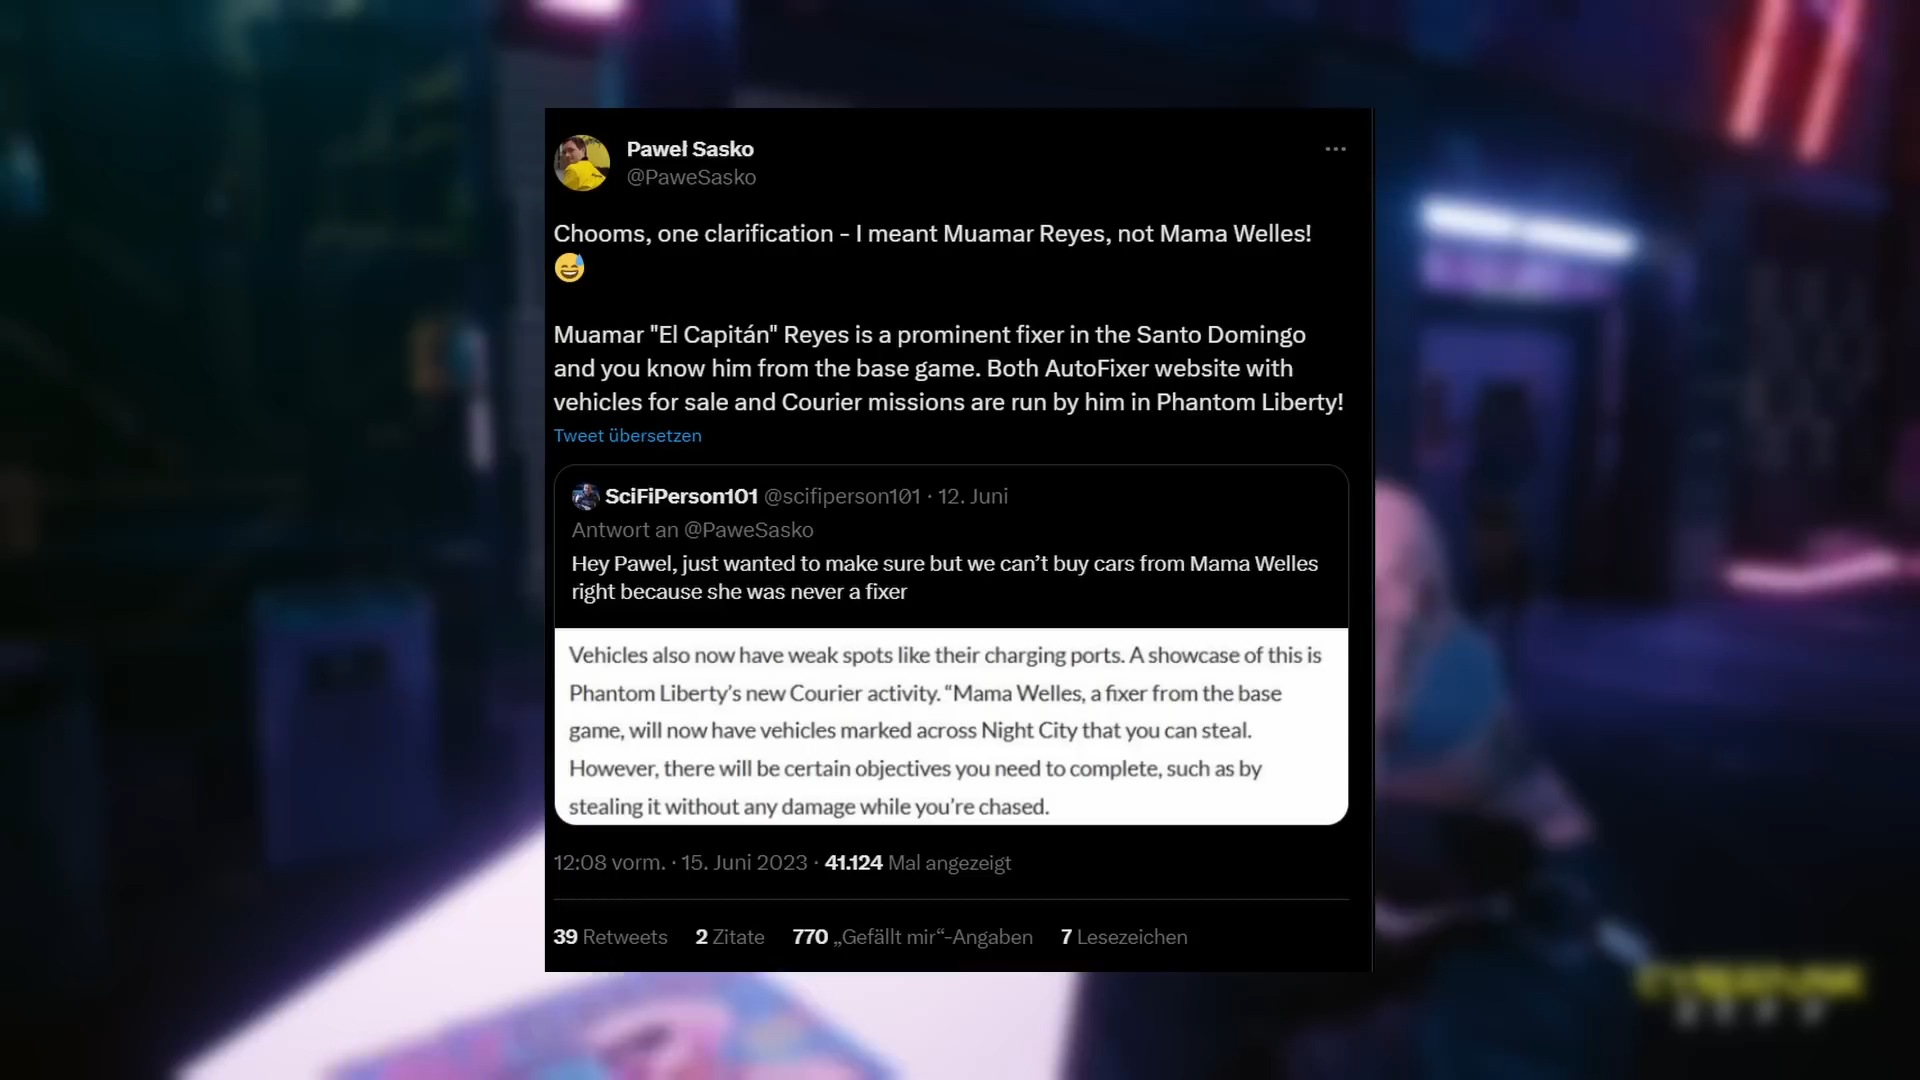 Paweł Sasko
@PaweSasko
Chooms, one clarification - I meant Muamar Reyes, not Mama Welles!
😅
Muamar "El Capitán" Reyes is a prominent fixer in the Santo Domingo
and you know him from the base game. Both AutoFixer website with
vehicles for sale and Courier missions are run by him in Phantom Liberty!
Tweet übersetzen
SciFiPerson101 @scifiperson101 · 12. Juni
Antwort an @PaweSasko
Hey Pawel, just wanted to make sure but we can’t buy cars from Mama Welles
right because she was never a fixer
Vehicles also now have weak spots like their charging ports. A showcase of this is
Phantom Liberty’s new Courier activity. “Mama Welles, a fixer from the base
game, will now have vehicles marked across Night City that you can steal.
However, there will be certain objectives you need to complete, such as by
stealing it without any damage while you’re chased.
12:08 vorm. · 15. Juni 2023 · 41.124 Mal angezeigt
39 Retweets 2 Zitate 770 „Gefällt mir“-Angaben 7 Lesezeichen